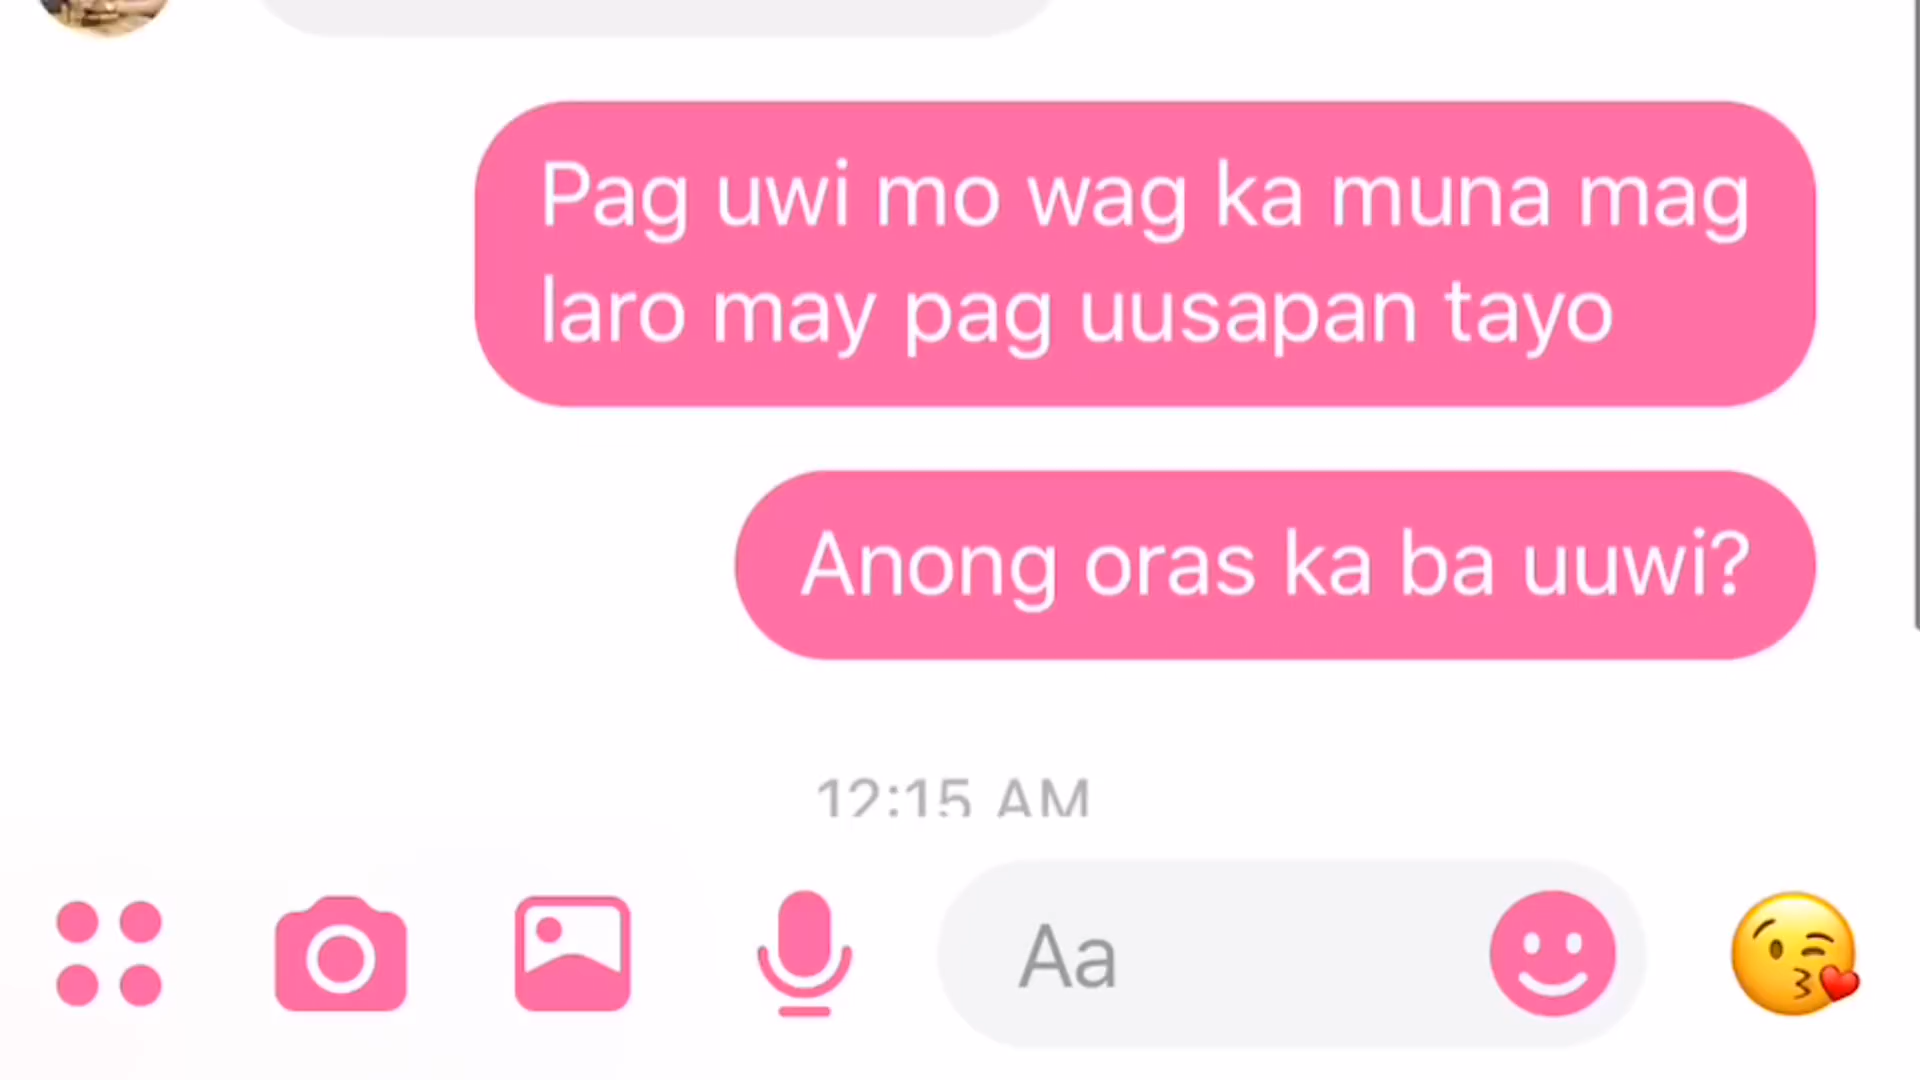 Pag uwi mo wag ka muna mag
laro may pag uusapan tayo
Anong oras ka ba uuwi?
12:15 AM
Aa